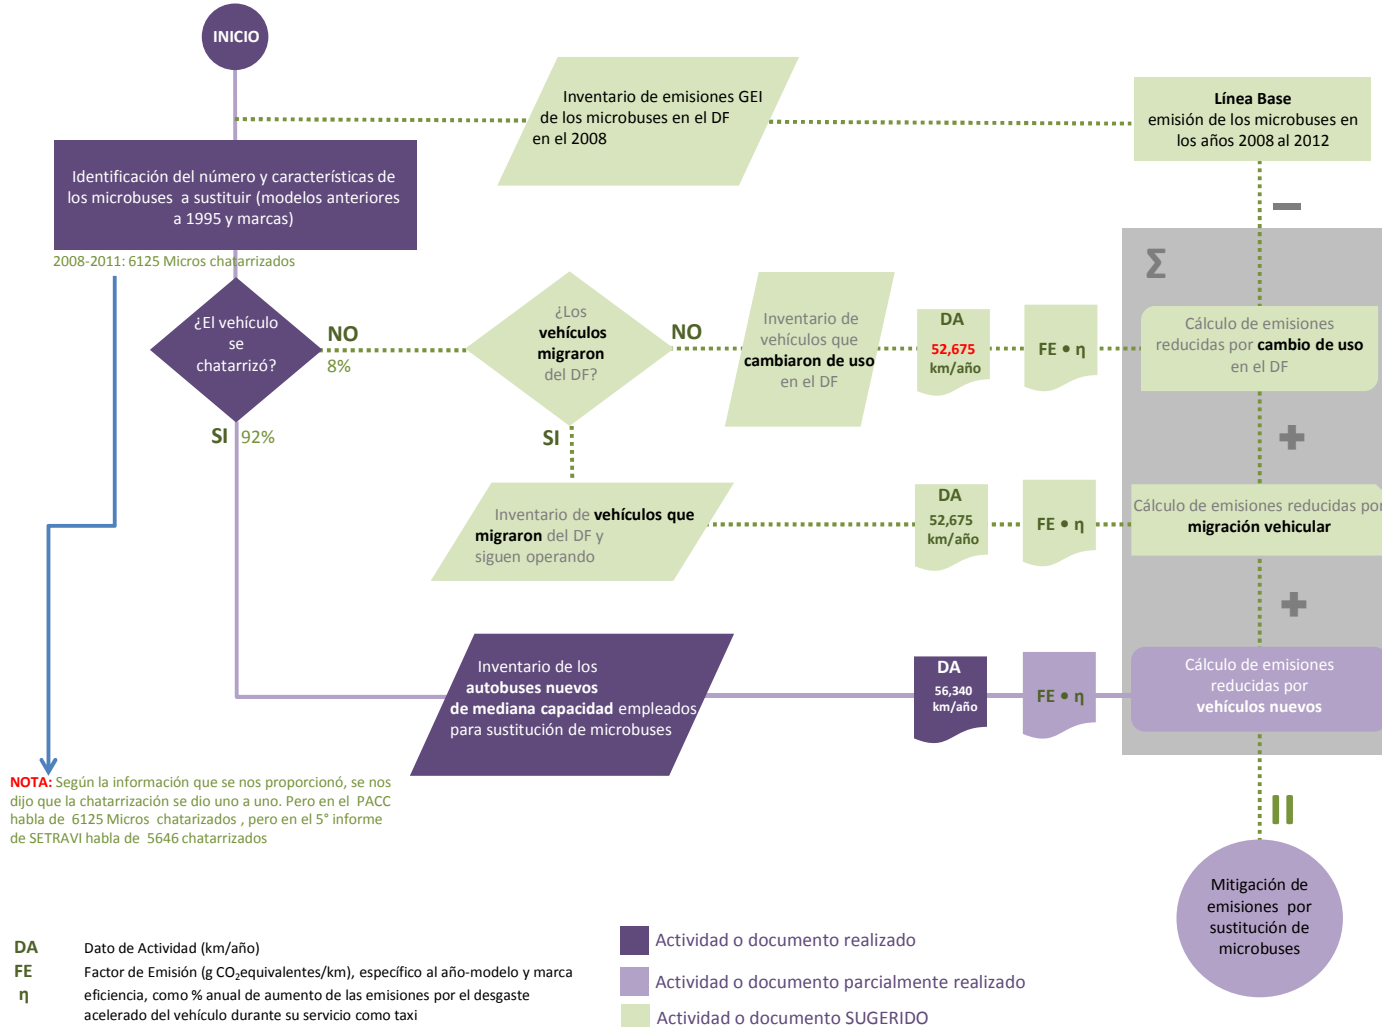 INICIO
Inventario de emisiones GEI
de los microbuses en el DF
en el 2008
Línea Base
emisión de los microbuses en
los años 2008 al 2012
Identificación del número y características de
los microbuses a sustituir (modelos anteriores
a 1995 y marcas)
2008-2011: 6125 Micros chatarrizados
Σ
¿El vehículo
se
chatarrizó?
NO
8%
SI 92%
¿Los
vehículos
migraron
del DF?
NO
SI
Inventario de
vehículos que
cambiaron de uso
en el DF
DA
52,675
km/año
FE • η
Cálculo de emisiones
reducidas por cambio de uso
en el DF
+
Inventario de vehículos que
migraron del DF y
siguen operando
DA
52,675
km/año
FE • η
Cálculo de emisiones reducidas por
migración vehicular
+
Inventario de los
autobuses nuevos
de mediana capacidad empleados
para sustitución de microbuses
DA
56,340
km/año
FE • η
Cálculo de emisiones
reducidas por
vehículos nuevos
NOTA: Según la información que se nos proporcionó, se nos
dijo que la chatarrización se dio uno a uno. Pero en el PACC
habla de 6125 Micros chatarizados , pero en el 5° informe
de SETRAVI habla de 5646 chatarrizados
Mitigación de
emisiones por
sustitución de
microbuses
DA Dato de Actividad (km/año)
FE Factor de Emisión (g CO₂equivalentes/km), específico al año-modelo y marca
η eficiencia, como % anual de aumento de las emisiones por el desgaste
acelerado del vehículo durante su servicio como taxi
Actividad o documento realizado
Actividad o documento parcialmente realizado
Actividad o documento SUGERIDO